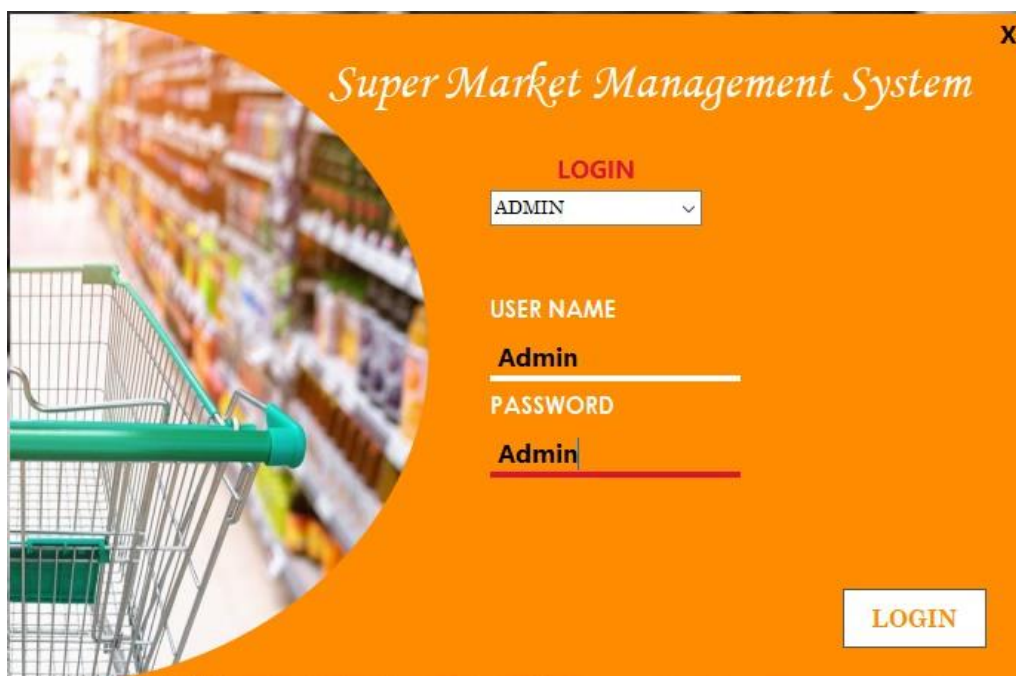 X
Super Market Management System
LOGIN
ADMIN
USER NAME
Admin
PASSWORD
Admin
LOGIN